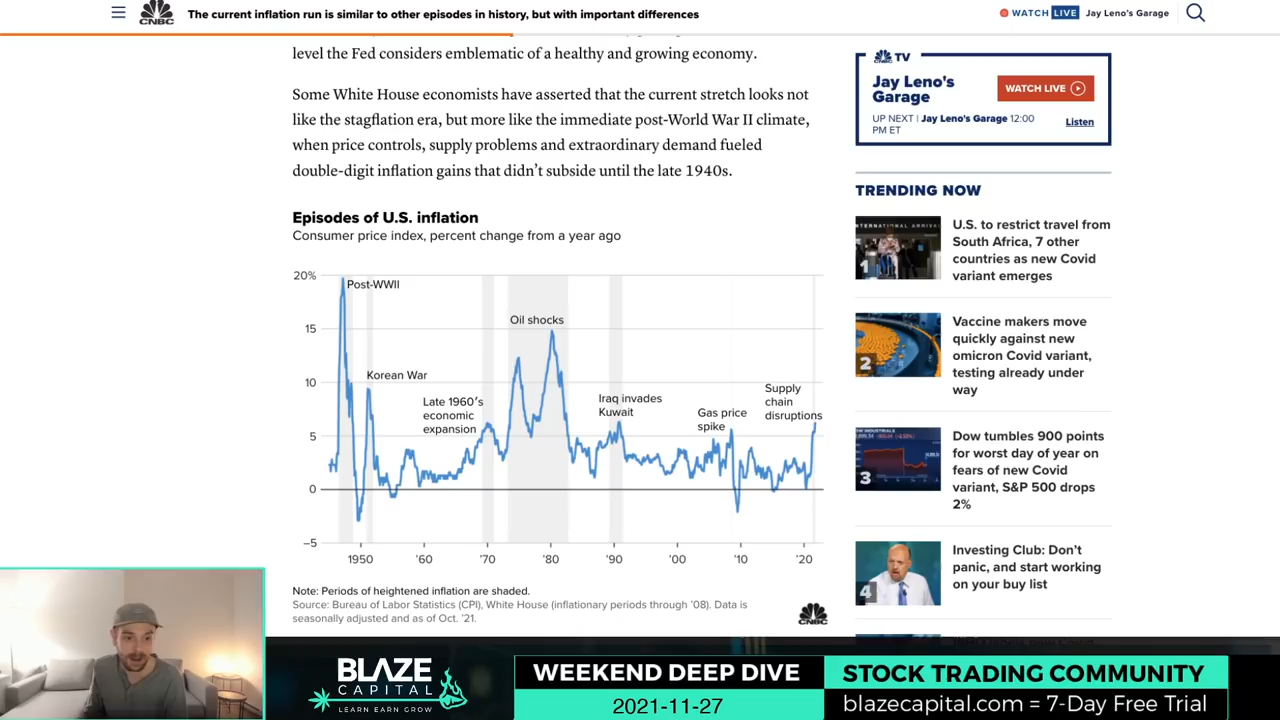 CNBC
The current inflation run is similar to other episodes in history, but with important differences
WATCH LIVE Jay Leno's Garage
level the Fed considers emblematic of a healthy and growing economy.
Some White House economists have asserted that the current stretch looks not
like the stagflation era, but more like the immediate post-World War II climate,
when price controls, supply problems and extraordinary demand fueled
double-digit inflation gains that didn't subside until the late 1940s.
Episodes of U.S. inflation
Consumer price index, percent change from a year ago
20%
15
10
5
0
–5
Post-WWII
Korean War
Late 1960's
economic
expansion
Oil shocks
Iraq invades
Kuwait
Gas price
spike
Supply
chain
disruptions
1950 '60 '70 '80 '90 '00 '10 '20
Note: Periods of heightened inflation are shaded.
Source: Bureau of Labor Statistics (CPI), White House (inflationary periods through '08). Data is
seasonally adjusted and as of Oct. '21.
CNBC
TV
Jay Leno's
Garage
WATCH LIVE
UP NEXT | Jay Leno's Garage 12:00
PM ET
Listen
TRENDING NOW
1
U.S. to restrict travel from
South Africa, 7 other
countries as new Covid
variant emerges
2
Vaccine makers move
quickly against new
omicron Covid variant,
testing already under
way
3
Dow tumbles 900 points
for worst day of year on
fears of new Covid
variant, S&P 500 drops
2%
4
Investing Club: Don't
panic, and start working
on your buy list
BLAZE
CAPITAL
LEARN EARN GROW
WEEKEND DEEP DIVE
2021-11-27
STOCK TRADING COMMUNITY
blazecapital.com = 7-Day Free Trial